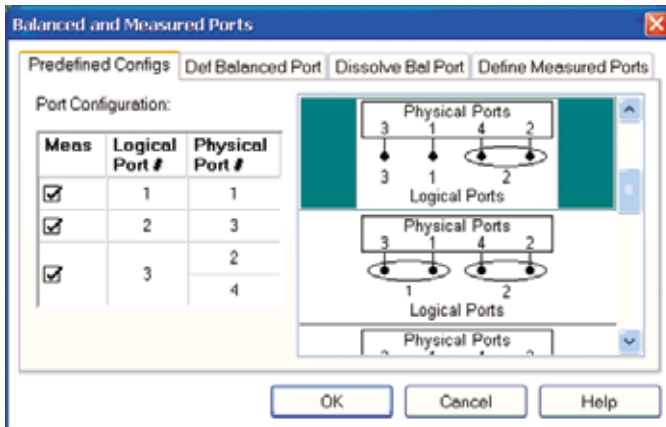 Balanced and Measured Ports
Predefined Configs Def Balanced Port Dissolve Bal Port Define Measured Ports
Port Configuration:
Meas Logical Port # Physical Port #
1 1
2 3
3 2
4
Physical Ports
3 1 4 2
3 1 2
Logical Ports
Physical Ports
3 1 4 2
1 2
Logical Ports
Physical Ports
OK Cancel Help